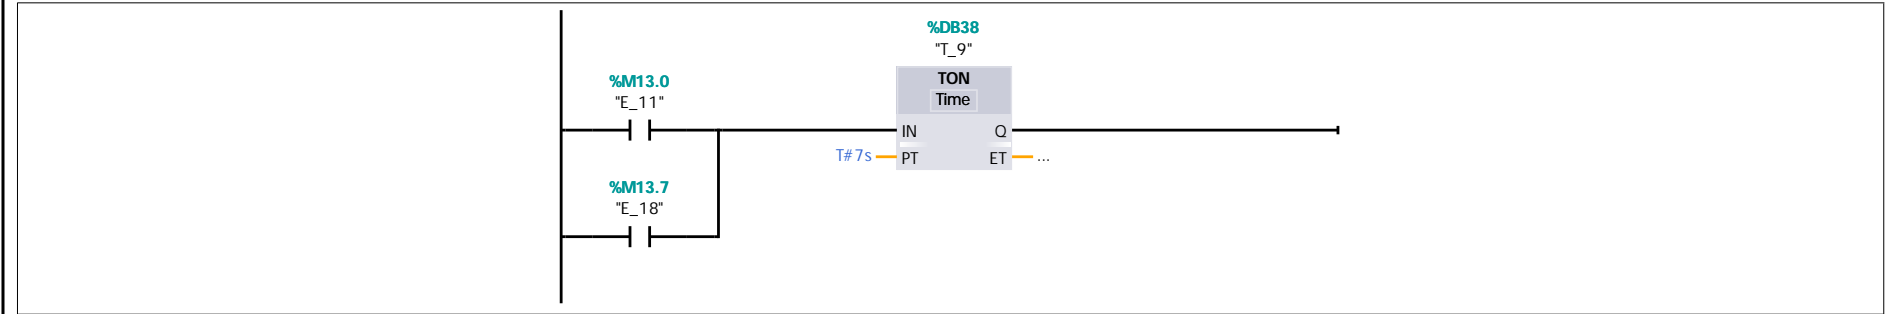 %DB38
"T_9"
%M13.0
"E_11"
TON
Time
IN
Q
T#7s
PT
ET
...
%M13.7
"E_18"